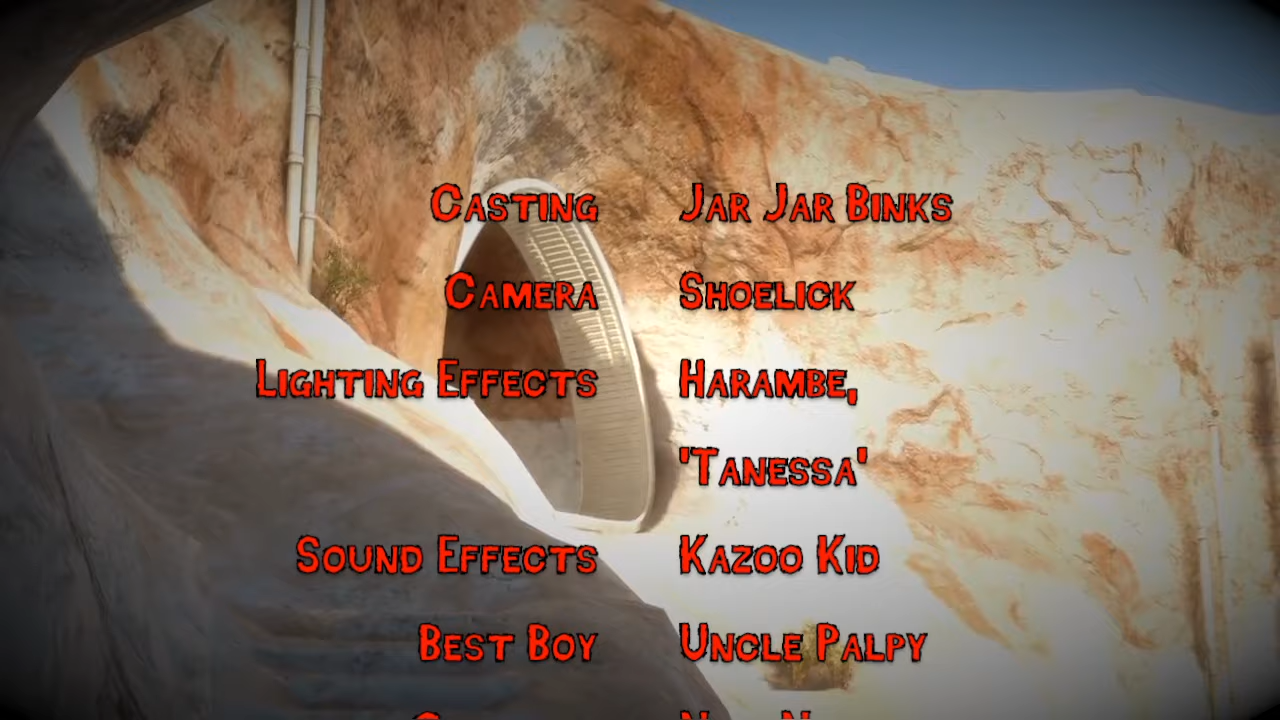 Casting Jar Jar Binks
Camera Shoelick
Lighting Effects Harambe,
'Tanessa'
Sound Effects Kazoo Kid
Best Boy Uncle Palpy